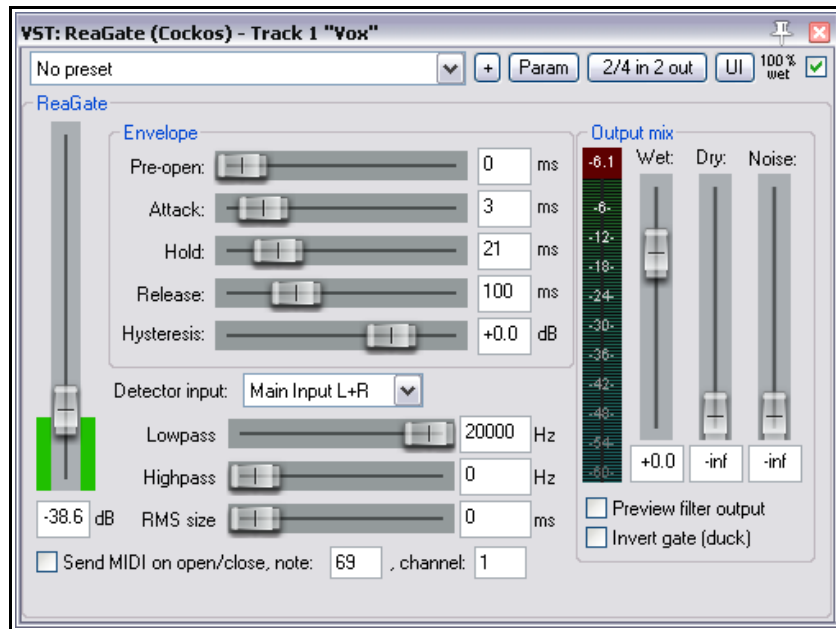 VST: ReaGate (Cockos) - Track 1 "Vox"
No preset + Param 2/4 in 2 out UI 100% wet
ReaGate
Envelope
Pre-open: 0 ms
Attack: 3 ms
Hold: 21 ms
Release: 100 ms
Hysteresis: +0.0 dB
Detector input: Main Input L+R
Lowpass 20000 Hz
Highpass 0 Hz
-38.6 dB RMS size 0 ms
Send MIDI on open/close, note: 69 , channel: 1
Output mix
Wet: Dry: Noise:
-6.1
-6-
-12-
-18-
-24-
-30-
-36-
-42-
-48-
-54-
-60-
+0.0 -inf -inf
Preview filter output
Invert gate (duck)